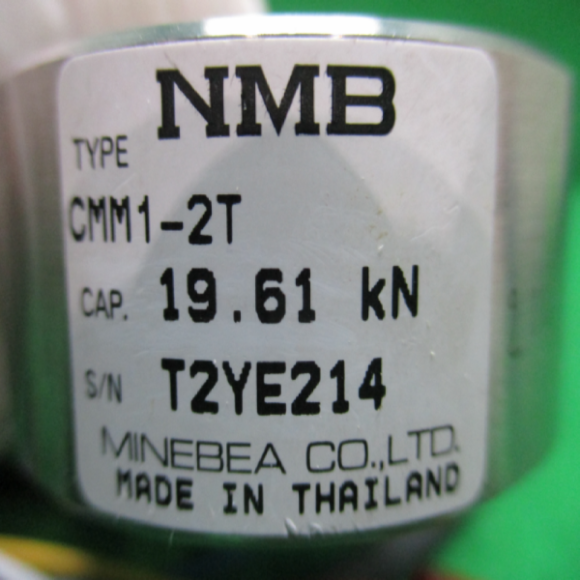 NMB
TYPE
CMM1-2T
CAP. 19.61 kN
S/N T2YE214
MINEBEA CO.,LTD.
MADE IN THAILAND